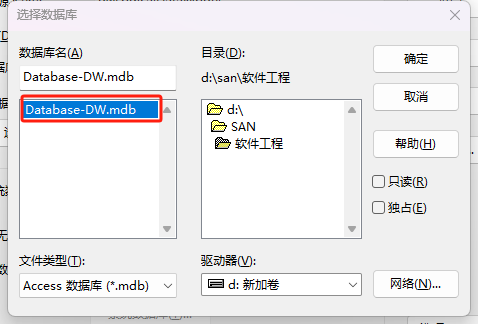 选择数据库
数据库名(A)
Database-DW.mdb
Database-DW.mdb
文件类型(T):
Access 数据库 (*.mdb)
目录(D):
d:\san\软件工程
d:\
SAN
软件工程
驱动器(V):
d: 新加卷
确定
取消
帮助(H)
只读(R)
独占(E)
网络(N)...